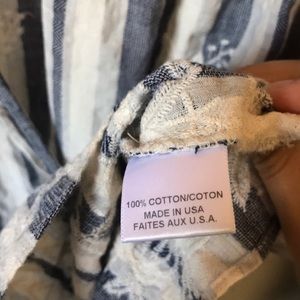 100% COTTON/COTON
MADE IN USA
FAITES AUX U.S.A.